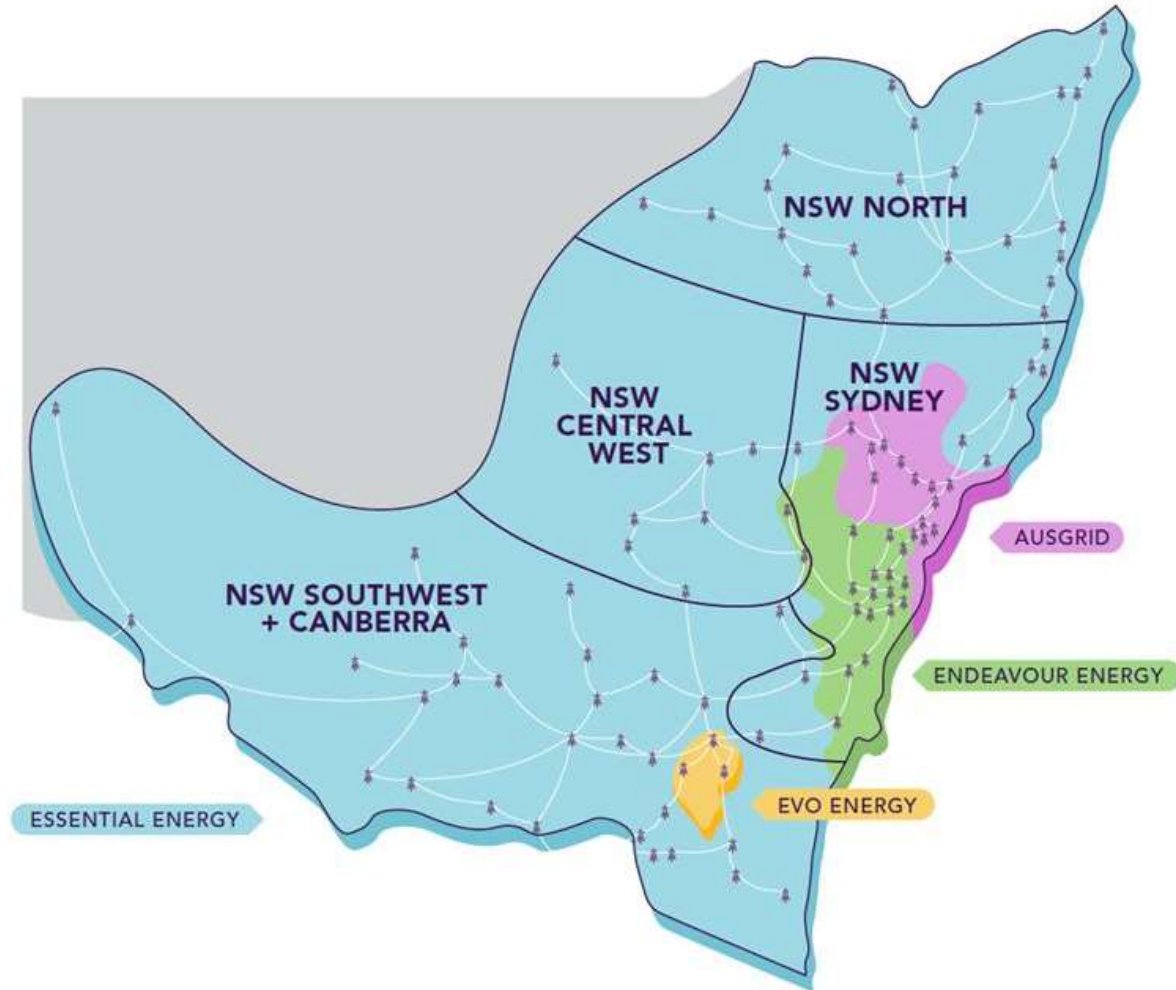 NSW NORTH
NSW
SYDNEY
NSW
CENTRAL
WEST
AUSGRID
NSW SOUTHWEST
+ CANBERRA
ENDEAVOUR ENERGY
EVO ENERGY
ESSENTIAL ENERGY